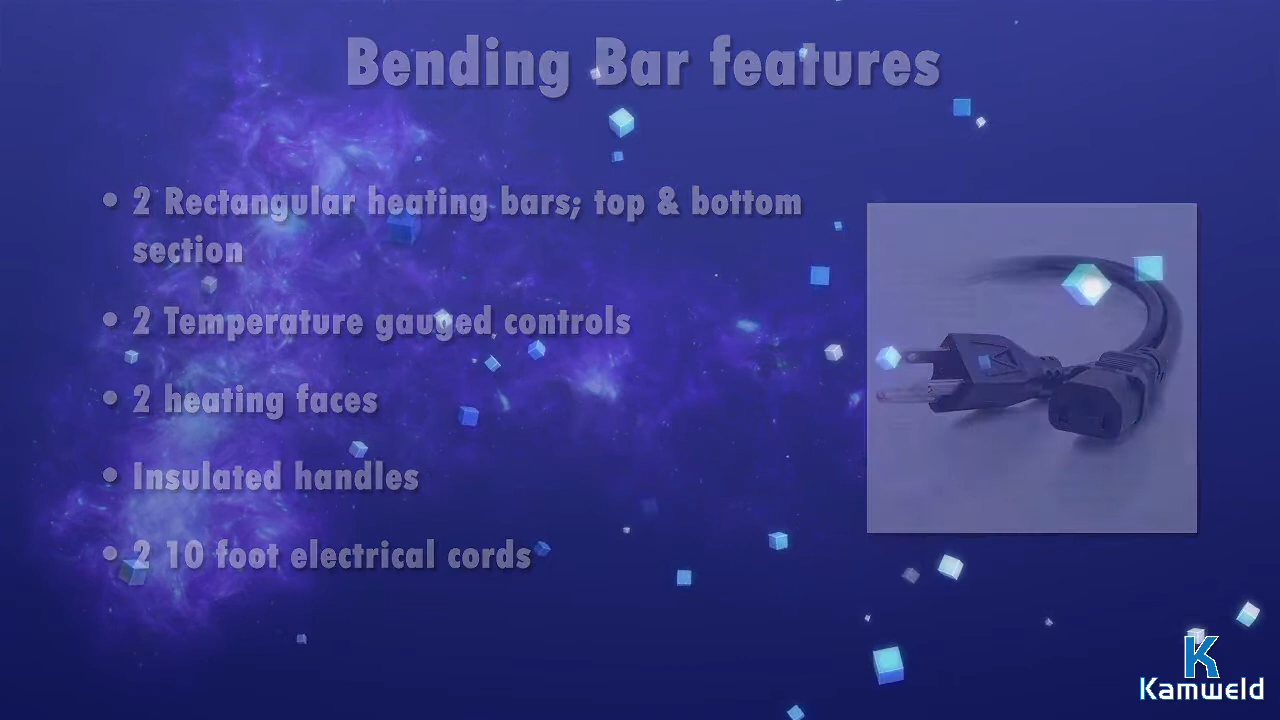 Bending Bar features
• 2 Rectangular heating bars; top & bottom
section
• 2 Temperature gauged controls
• 2 heating faces
• Insulated handles
• 2 10 foot electrical cords
K
Kamweld